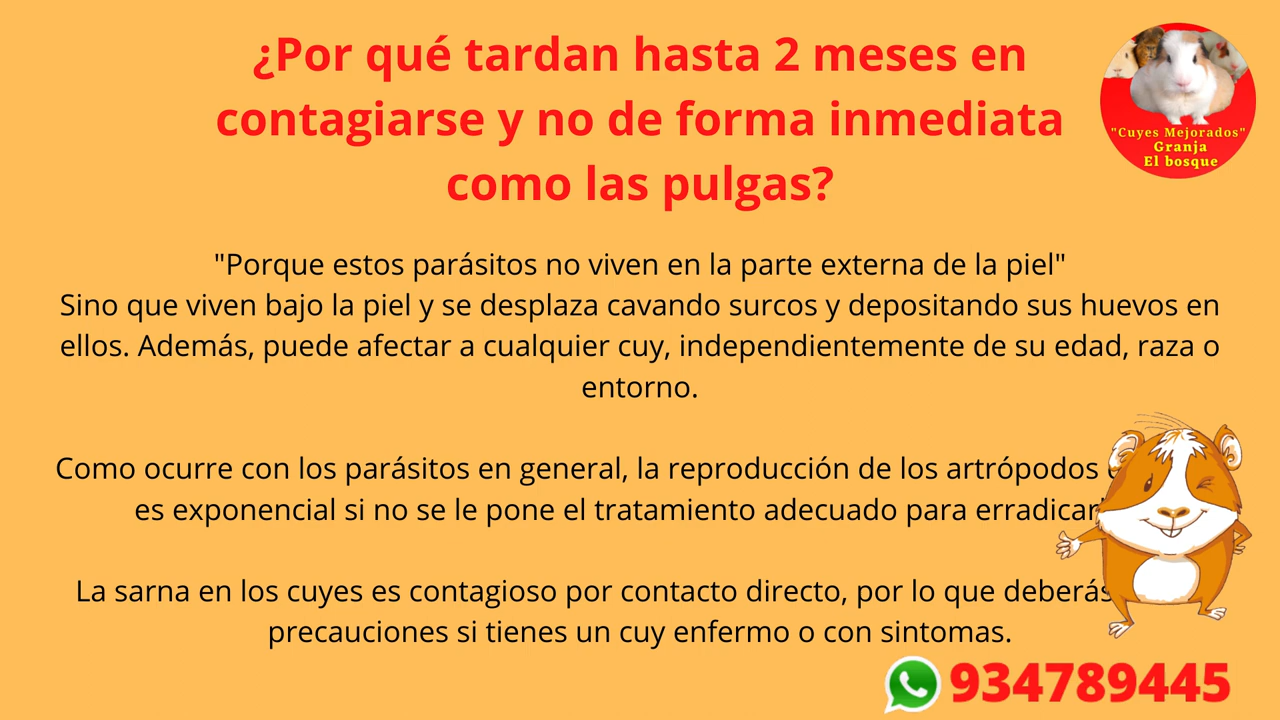 ¿Por qué tardan hasta 2 meses en
contagiarse y no de forma inmediata
como las pulgas?
"Cuyes Mejorados"
Granja
El bosque
"Porque estos parásitos no viven en la parte externa de la piel"
Sino que viven bajo la piel y se desplaza cavando surcos y depositando sus huevos en
ellos. Además, puede afectar a cualquier cuy, independientemente de su edad, raza o
entorno.
Como ocurre con los parásitos en general, la reproducción de los artrópodos
es exponencial si no se le pone el tratamiento adecuado para
La sarna en los cuyes es contagioso por contacto directo, por lo que deberás
precauciones si tienes un cuy enfermo o con sintomas.
934789445